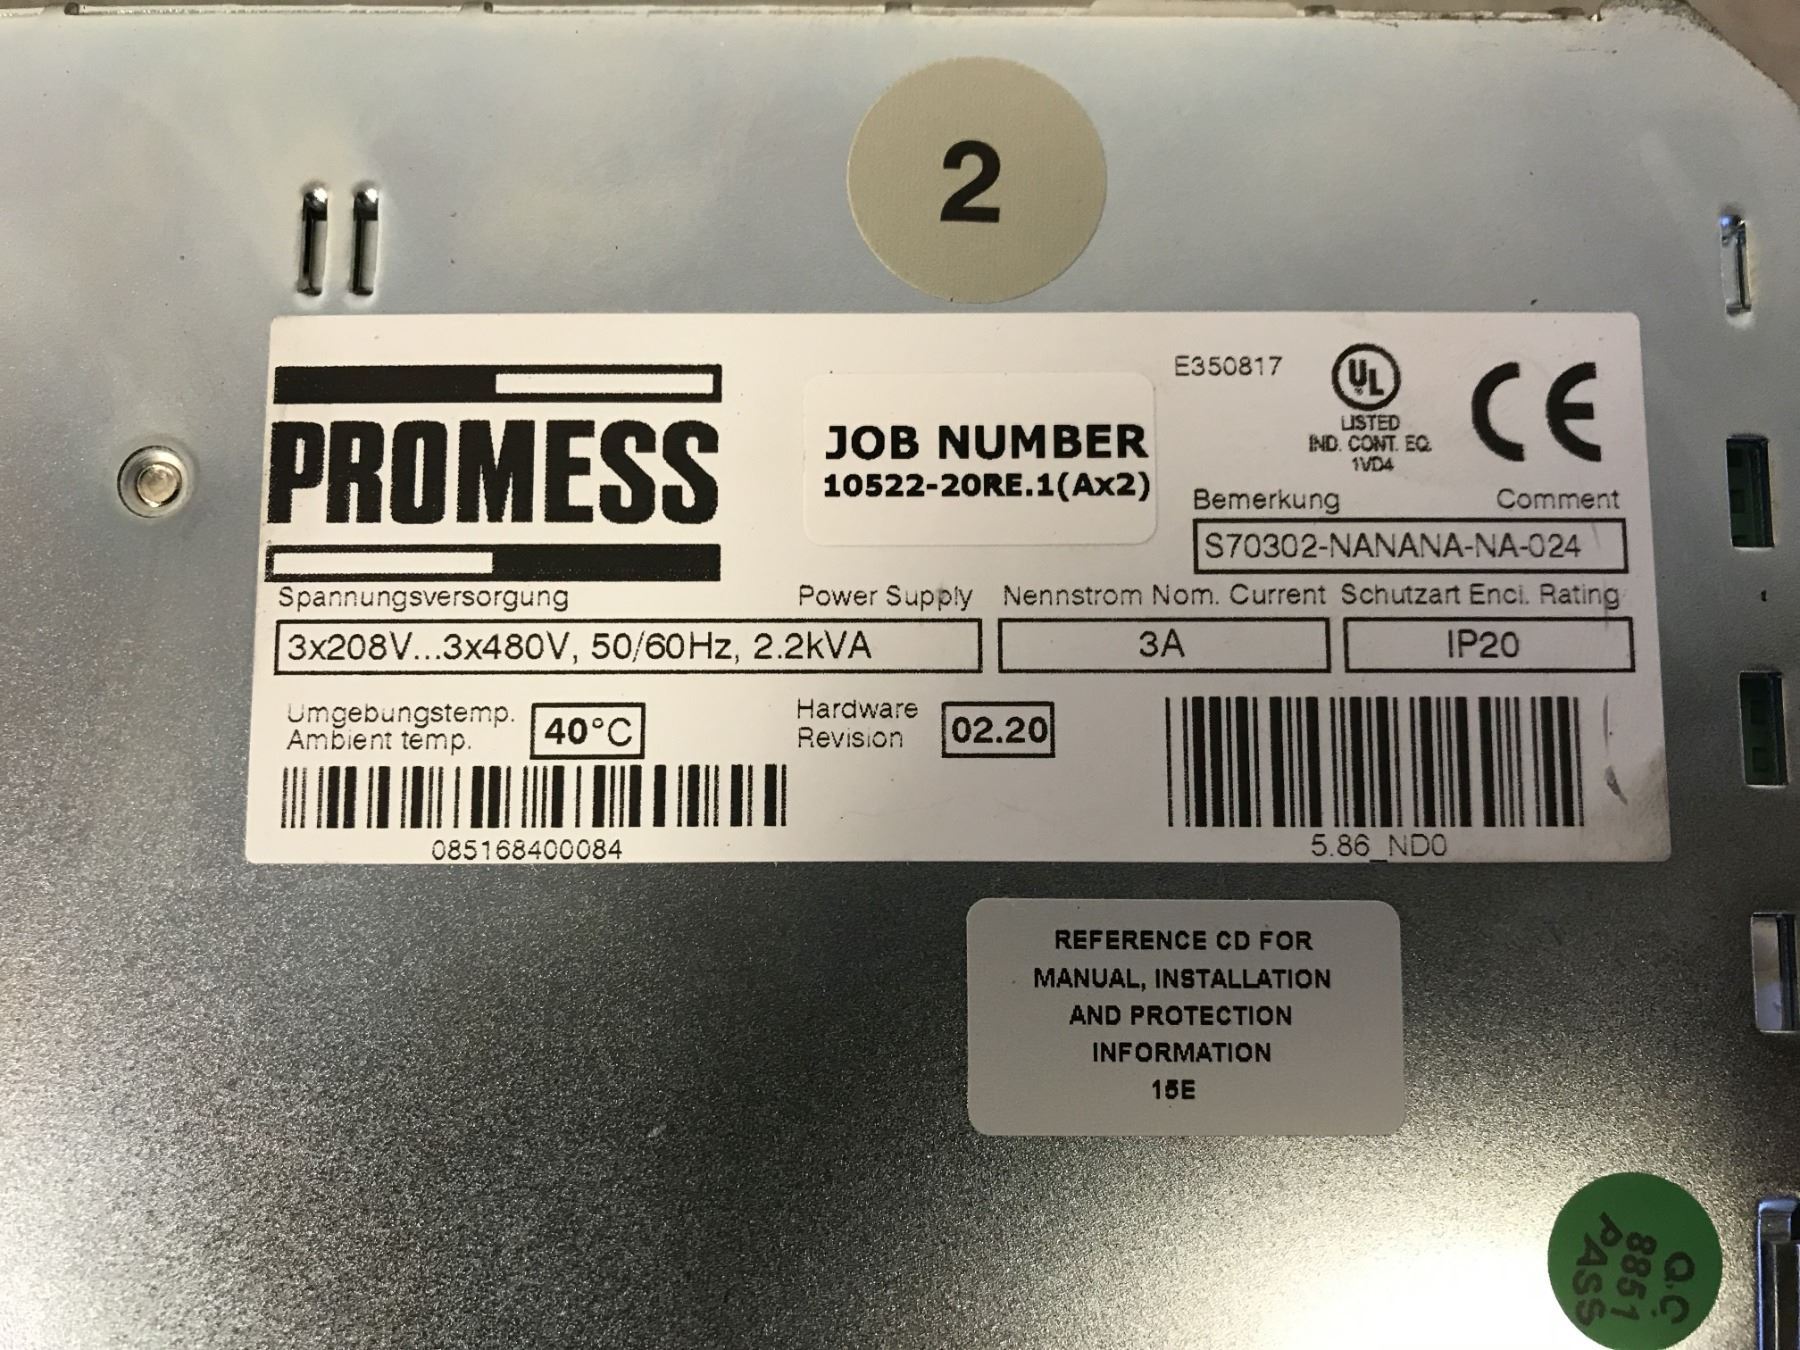 2
PROMESS
JOB NUMBER
10522-20RE.1(Ax2)
E350817
UL
LISTED
IND. CONT. EQ.
1VD4
CE
Bemerkung Comment
S70302-NANANA-NA-024
Spannungsversorgung Power Supply
3x208V...3x480V, 50/60Hz, 2.2kVA
Nennstrom Nom. Current
3A
Schutzart Encl. Rating
IP20
Umgebungstemp.
Ambient temp.
40°C
Hardware
Revision
02.20
085168400084
5.86_ND0
REFERENCE CD FOR
MANUAL, INSTALLATION
AND PROTECTION
INFORMATION
15E
Q.C
8851
PASS